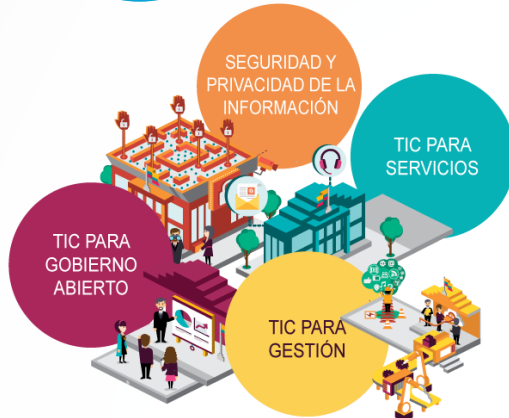 SEGURIDAD Y
PRIVACIDAD DE LA
INFORMACIÓN
TIC PARA
SERVICIOS
TIC PARA
GOBIERNO
ABIERTO
TIC PARA
GESTIÓN